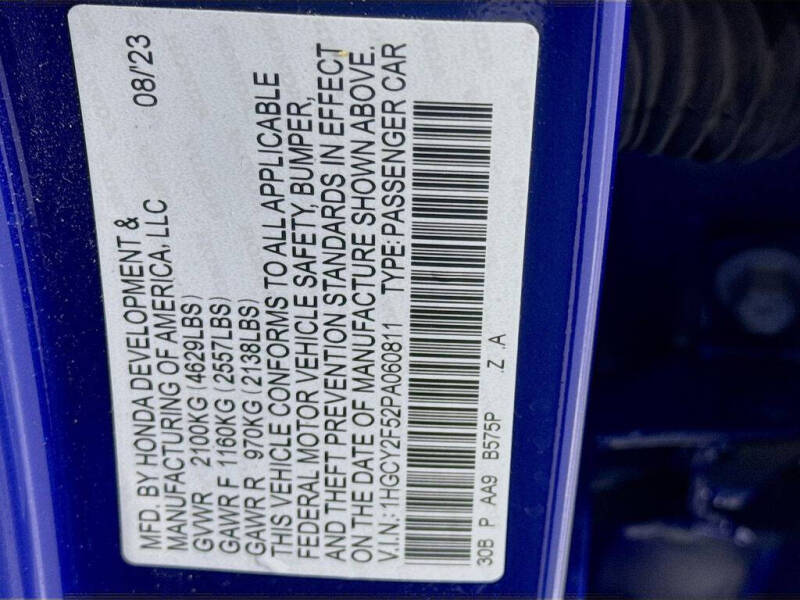 MFD. BY HONDA DEVELOPMENT & 08/'23
MANUFACTURING OF AMERICA, LLC
GVWR 2100KG (4629LBS)
GAWR F 1160KG (2557LBS)
GAWR R 970KG (2138LBS)
THIS VEHICLE CONFORMS TO ALL APPLICABLE
FEDERAL MOTOR VEHICLE SAFETY, BUMPER,
AND THEFT PREVENTION STANDARDS IN EFFECT
ON THE DATE OF MANUFACTURE SHOWN ABOVE.
V.I.N.: 1HGCY2F52PA060811 TYPE: PASSENGER CAR
30B P AA9 B575P .Z .A